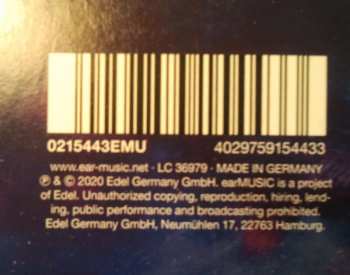 0215443EMU 4029759154433
www.ear-music.net · LC 36979 · MADE IN GERMANY
℗ & © 2020 Edel Germany GmbH. earMUSIC is a project
of Edel. Unauthorized copying, reproduction, hiring, lend-
ing, public performance and broadcasting prohibited.
Edel Germany GmbH, Neumühlen 17, 22763 Hamburg.